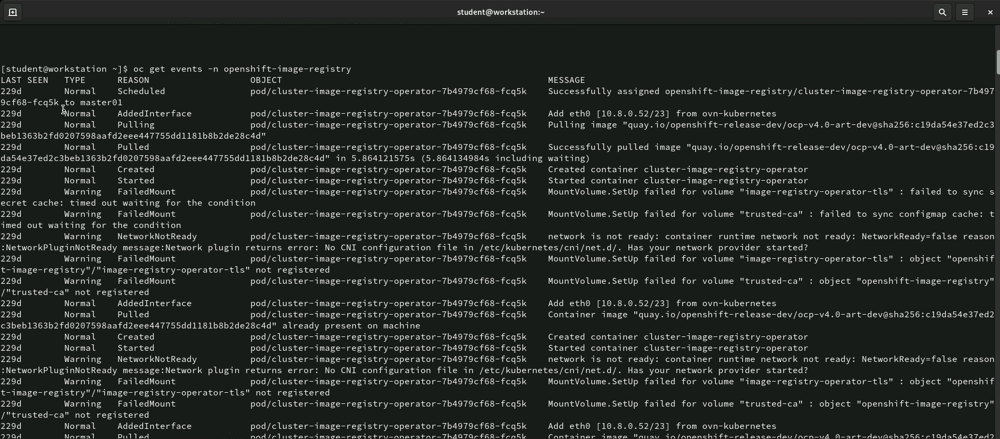 student@workstation:~
[student@workstation ~]$ oc get events -n openshift-image-registry
LAST SEEN   TYPE      REASON                   OBJECT                                                  MESSAGE
229d        Normal    Scheduled                pod/cluster-image-registry-operator-7b4979cf68-fcq5k    Successfully assigned openshift-image-registry/cluster-image-registry-operator-7b497
9cf68-fcq5k to master01
229d        Normal    AddedInterface           pod/cluster-image-registry-operator-7b4979cf68-fcq5k    Add eth0 [10.8.0.52/23] from ovn-kubernetes
229d        Normal    Pulling                  pod/cluster-image-registry-operator-7b4979cf68-fcq5k    Pulling image "quay.io/openshift-release-dev/ocp-v4.0-art-dev@sha256:c19da54e37ed2c3
beb1363b2fd0207598aafd2eee447755dd1181b8b2de28c4d"
229d        Normal    Pulled                   pod/cluster-image-registry-operator-7b4979cf68-fcq5k    Successfully pulled image "quay.io/openshift-release-dev/ocp-v4.0-art-dev@sha256:c19
da54e37ed2c3beb1363b2fd0207598aafd2eee447755dd1181b8b2de28c4d" in 5.864121575s (5.864134984s including waiting)
229d        Normal    Created                  pod/cluster-image-registry-operator-7b4979cf68-fcq5k    Created container cluster-image-registry-operator
229d        Normal    Started                  pod/cluster-image-registry-operator-7b4979cf68-fcq5k    Started container cluster-image-registry-operator
229d        Warning   FailedMount              pod/cluster-image-registry-operator-7b4979cf68-fcq5k    MountVolume.SetUp failed for volume "image-registry-operator-tls" : failed to sync s
ecret cache: timed out waiting for the condition
229d        Warning   FailedMount              pod/cluster-image-registry-operator-7b4979cf68-fcq5k    MountVolume.SetUp failed for volume "trusted-ca" : failed to sync configmap cache: t
imed out waiting for the condition
229d        Warning   NetworkNotReady          pod/cluster-image-registry-operator-7b4979cf68-fcq5k    network is not ready: container runtime network not ready: NetworkReady=false reason
:NetworkPluginNotReady message:Network plugin returns error: No CNI configuration file in /etc/kubernetes/cni/net.d/. Has your network provider started?
229d        Warning   FailedMount              pod/cluster-image-registry-operator-7b4979cf68-fcq5k    MountVolume.SetUp failed for volume "image-registry-operator-tls" : object "openshif
t-image-registry"/"image-registry-operator-tls" not registered
229d        Warning   FailedMount              pod/cluster-image-registry-operator-7b4979cf68-fcq5k    MountVolume.SetUp failed for volume "trusted-ca" : object "openshift-image-registry"
/"trusted-ca" not registered
229d        Normal    AddedInterface           pod/cluster-image-registry-operator-7b4979cf68-fcq5k    Add eth0 [10.8.0.52/23] from ovn-kubernetes
229d        Normal    Pulled                   pod/cluster-image-registry-operator-7b4979cf68-fcq5k    Container image "quay.io/openshift-release-dev/ocp-v4.0-art-dev@sha256:c19da54e37ed2
c3beb1363b2fd0207598aafd2eee447755dd1181b8b2de28c4d" already present on machine
229d        Normal    Created                  pod/cluster-image-registry-operator-7b4979cf68-fcq5k    Created container cluster-image-registry-operator
229d        Normal    Started                  pod/cluster-image-registry-operator-7b4979cf68-fcq5k    Started container cluster-image-registry-operator
229d        Warning   NetworkNotReady          pod/cluster-image-registry-operator-7b4979cf68-fcq5k    network is not ready: container runtime network not ready: NetworkReady=false reason
:NetworkPluginNotReady message:Network plugin returns error: No CNI configuration file in /etc/kubernetes/cni/net.d/. Has your network provider started?
229d        Warning   FailedMount              pod/cluster-image-registry-operator-7b4979cf68-fcq5k    MountVolume.SetUp failed for volume "image-registry-operator-tls" : object "openshif
t-image-registry"/"image-registry-operator-tls" not registered
229d        Warning   FailedMount              pod/cluster-image-registry-operator-7b4979cf68-fcq5k    MountVolume.SetUp failed for volume "trusted-ca" : object "openshift-image-registry"
/"trusted-ca" not registered
229d        Normal    AddedInterface           pod/cluster-image-registry-operator-7b4979cf68-fcq5k    Add eth0 [10.8.0.52/23] from ovn-kubernetes
229d        Normal    Pulled                   pod/cluster-image-registry-operator-7b4979cf68-fcq5k    Container image "quay.io/openshift-release-dev/ocp-v4.0-art-dev@sha256:c19da54e37ed2